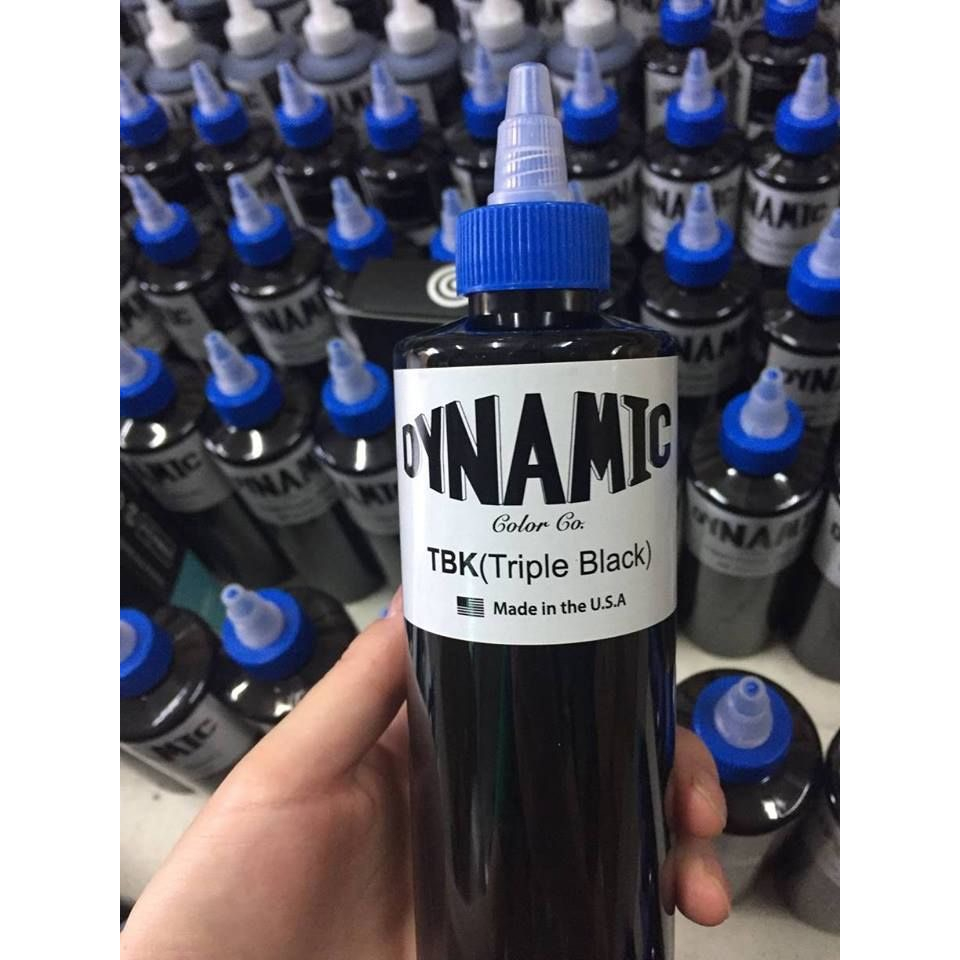 DYNAMIC
Color Co.
TBK(Triple Black)
Made in the U.S.A